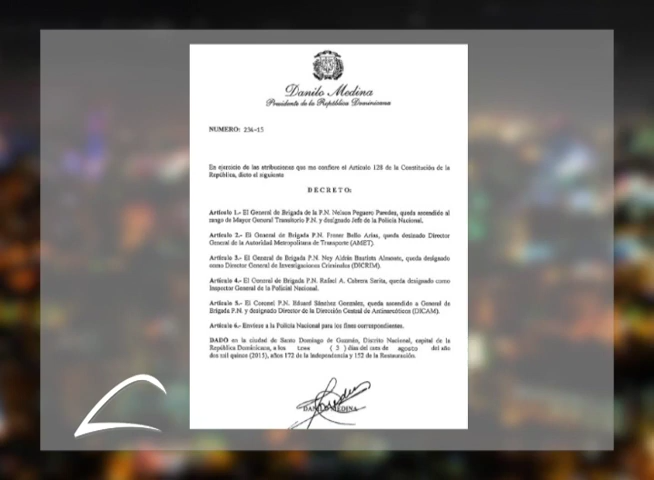 Danilo Medina
Presidente de la República Dominicana
NUMERO: 236-15
En ejercicio de las atribuciones que me confiere el Artículo 128 de la Constitución de la
República, dicto el siguiente
DECRETO:
Artículo 1.- El General de Brigada de la P.N. Nelson Peguero Paredes, queda ascendido al
rango de Mayor General Transitorio P.N. y designado Jefe de la Policía Nacional.
Artículo 2.- El General de Brigada P.N. Frener Bello Arias, queda designado Director
General de la Autoridad Metropolitana de Transporte (AMET).
Artículo 3.- El General de Brigada P.N. Ney Aldrin Bautista Almonte, queda designado
como Director General de Investigaciones Criminales (DICRIM).
Artículo 4.- El General de Brigada P.N. Rafael A. Cabrera Sarita, queda designado como
Inspector General de la Policial Nacional.
Artículo 5.- El Coronel P.N. Eduard Sánchez González, queda ascendido a General de
Brigada P.N. y designado Director de la Dirección Central de Antinarcóticos (DICAM).
Artículo 6.- Envíese a la Policía Nacional para los fines correspondientes.
DADO en la ciudad de Santo Domingo de Guzmán, Distrito Nacional, capital de la
República Dominicana, a los tres ( 3 ) días del mes de agosto del año
dos mil quince (2015), años 172 de la Independencia y 152 de la Restauración.
DANILO MEDINA